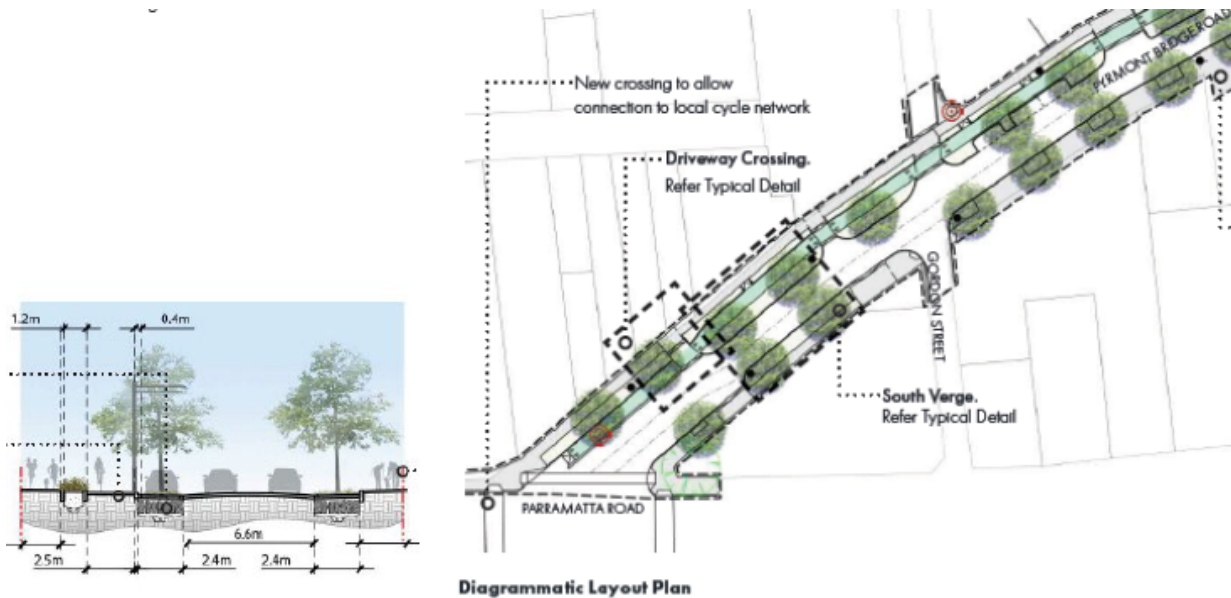 New crossing to allow
connection to local cycle network
Driveway Crossing.
Refer Typical Detail
PYRMONT BRIDGE ROAD
GORDON STREET
South Verge.
Refer Typical Detail
PARRAMATTA ROAD
1.2m
0.4m
6.6m
2.5m
2.4m
2.4m
Diagrammatic Layout Plan